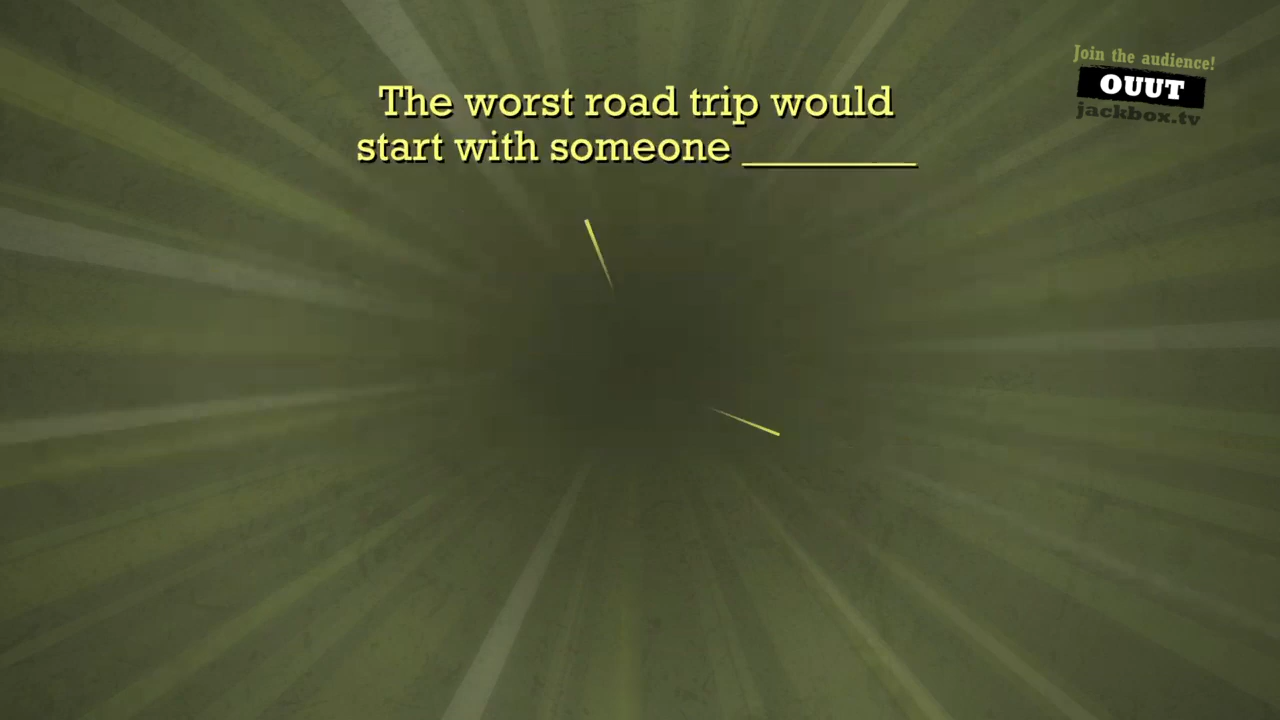 Join the audience!
OUUT
jackbox.tv
The worst road trip would
start with someone ________